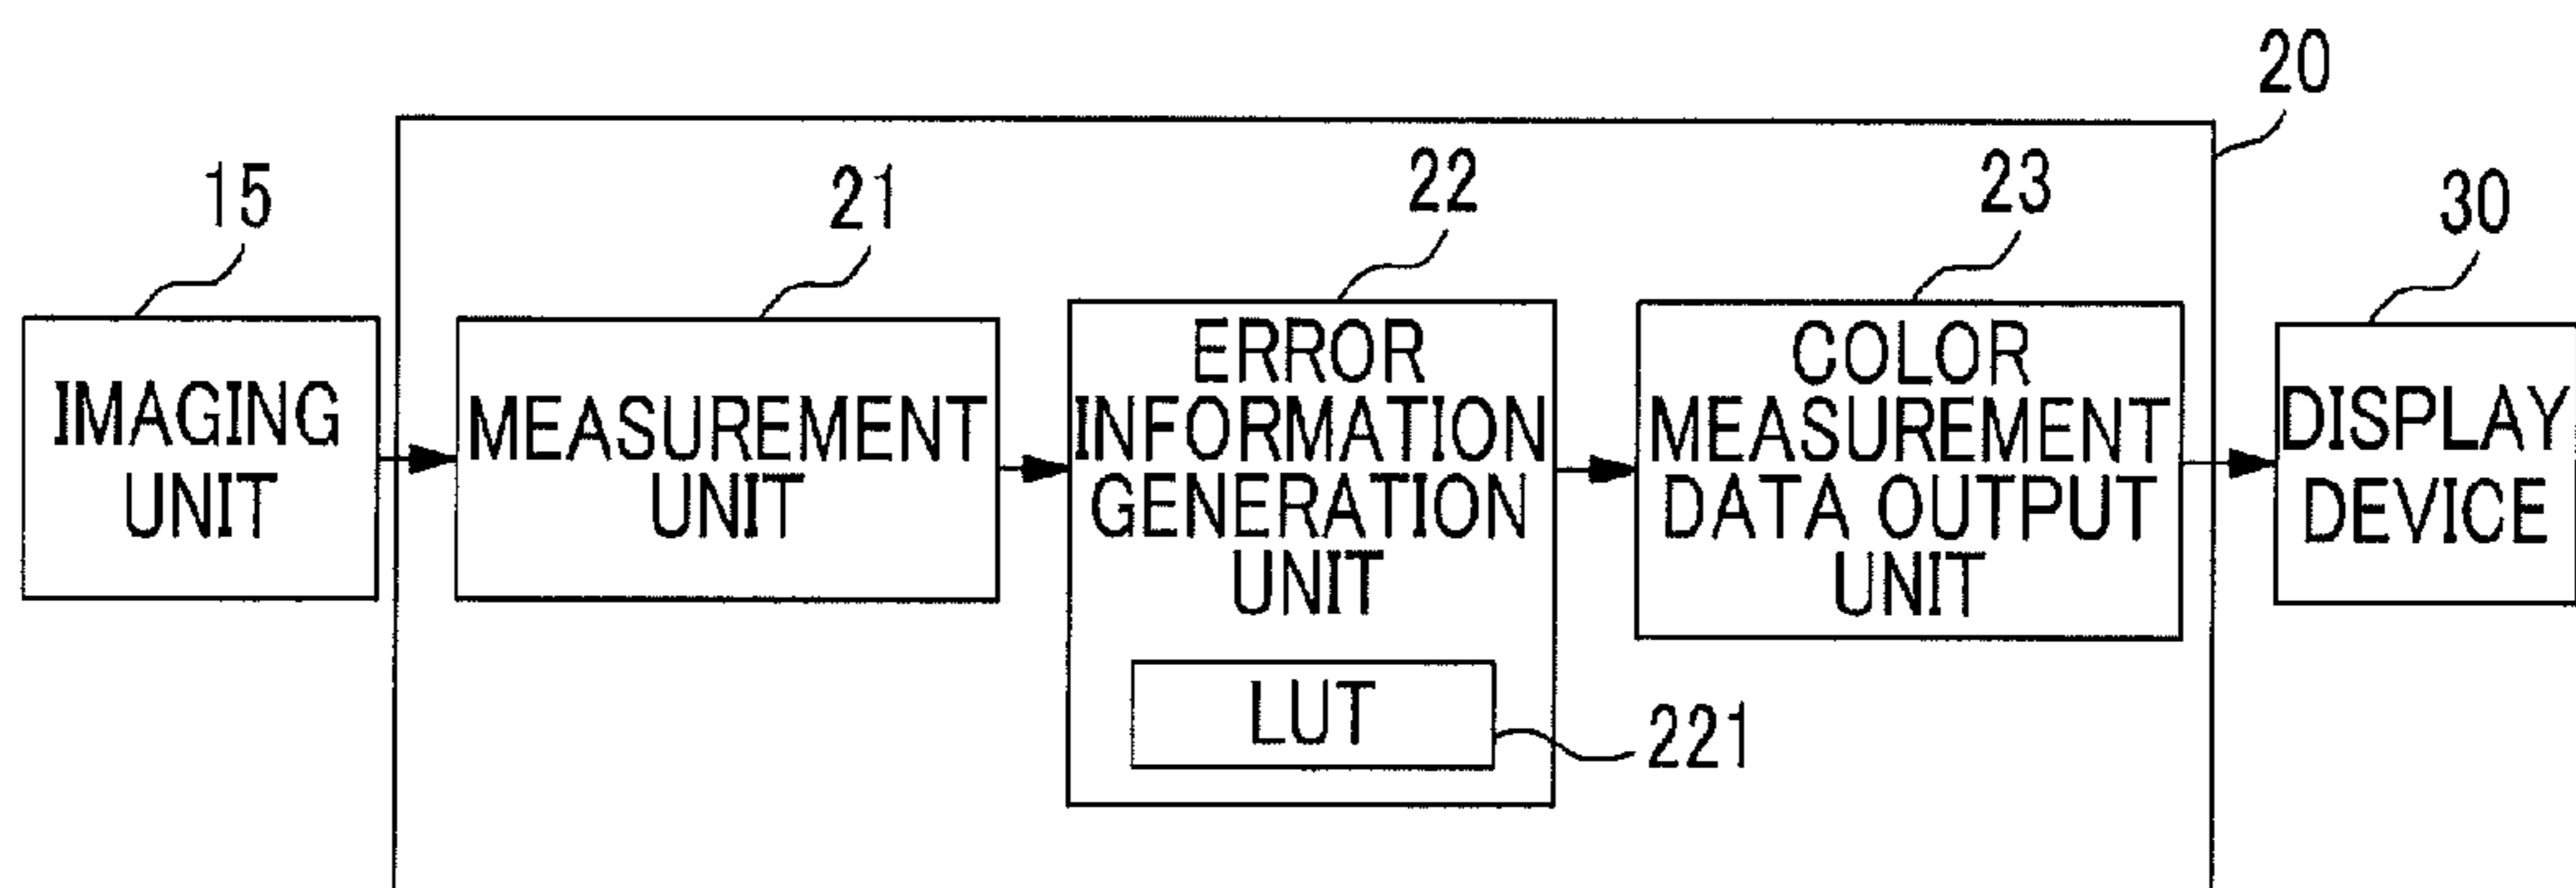 20
15
21
22
23
30
IMAGING
UNIT
MEASUREMENT
UNIT
ERROR
INFORMATION
GENERATION
UNIT
LUT
221
COLOR
MEASUREMENT
DATA OUTPUT
UNIT
DISPLAY
DEVICE